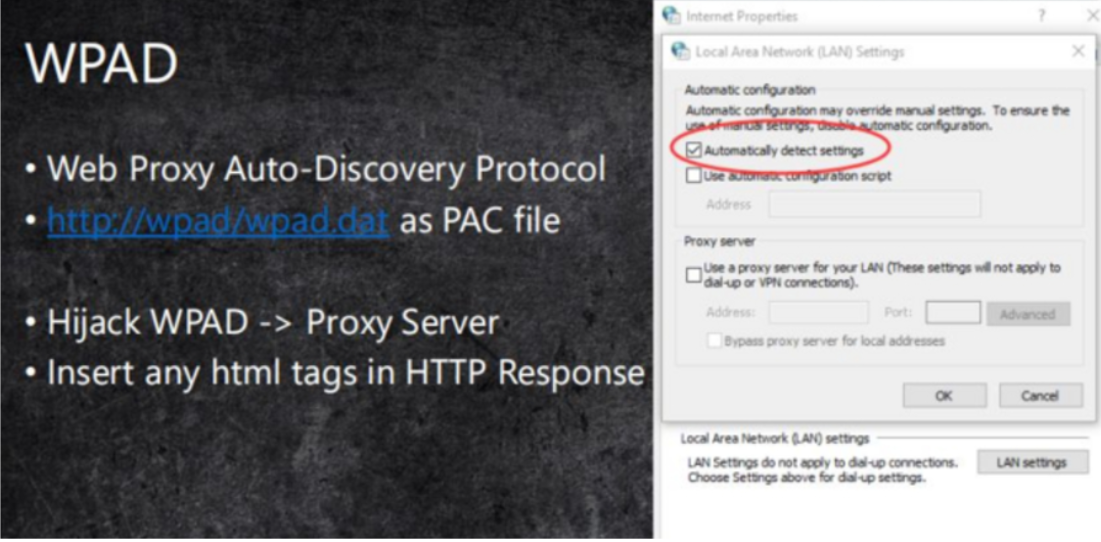 WPAD
• Web Proxy Auto-Discovery Protocol
• http://wpad/wpad.dat as PAC file
• Hijack WPAD -> Proxy Server
• Insert any html tags in HTTP Response
Internet Properties
Local Area Network (LAN) Settings
Automatic configuration
Automatic configuration may override manual settings. To ensure the
use of manual settings, disable automatic configuration.
Automatically detect settings
Use automatic configuration script
Address
Proxy server
Use a proxy server for your LAN (These settings will not apply to
dial-up or VPN connections).
Address:
Port:
Advanced
Bypass proxy server for local addresses
OK
Cancel
Local Area Network (LAN) settings
LAN Settings do not apply to dial-up connections.
Choose Settings above for dial-up settings.
LAN settings